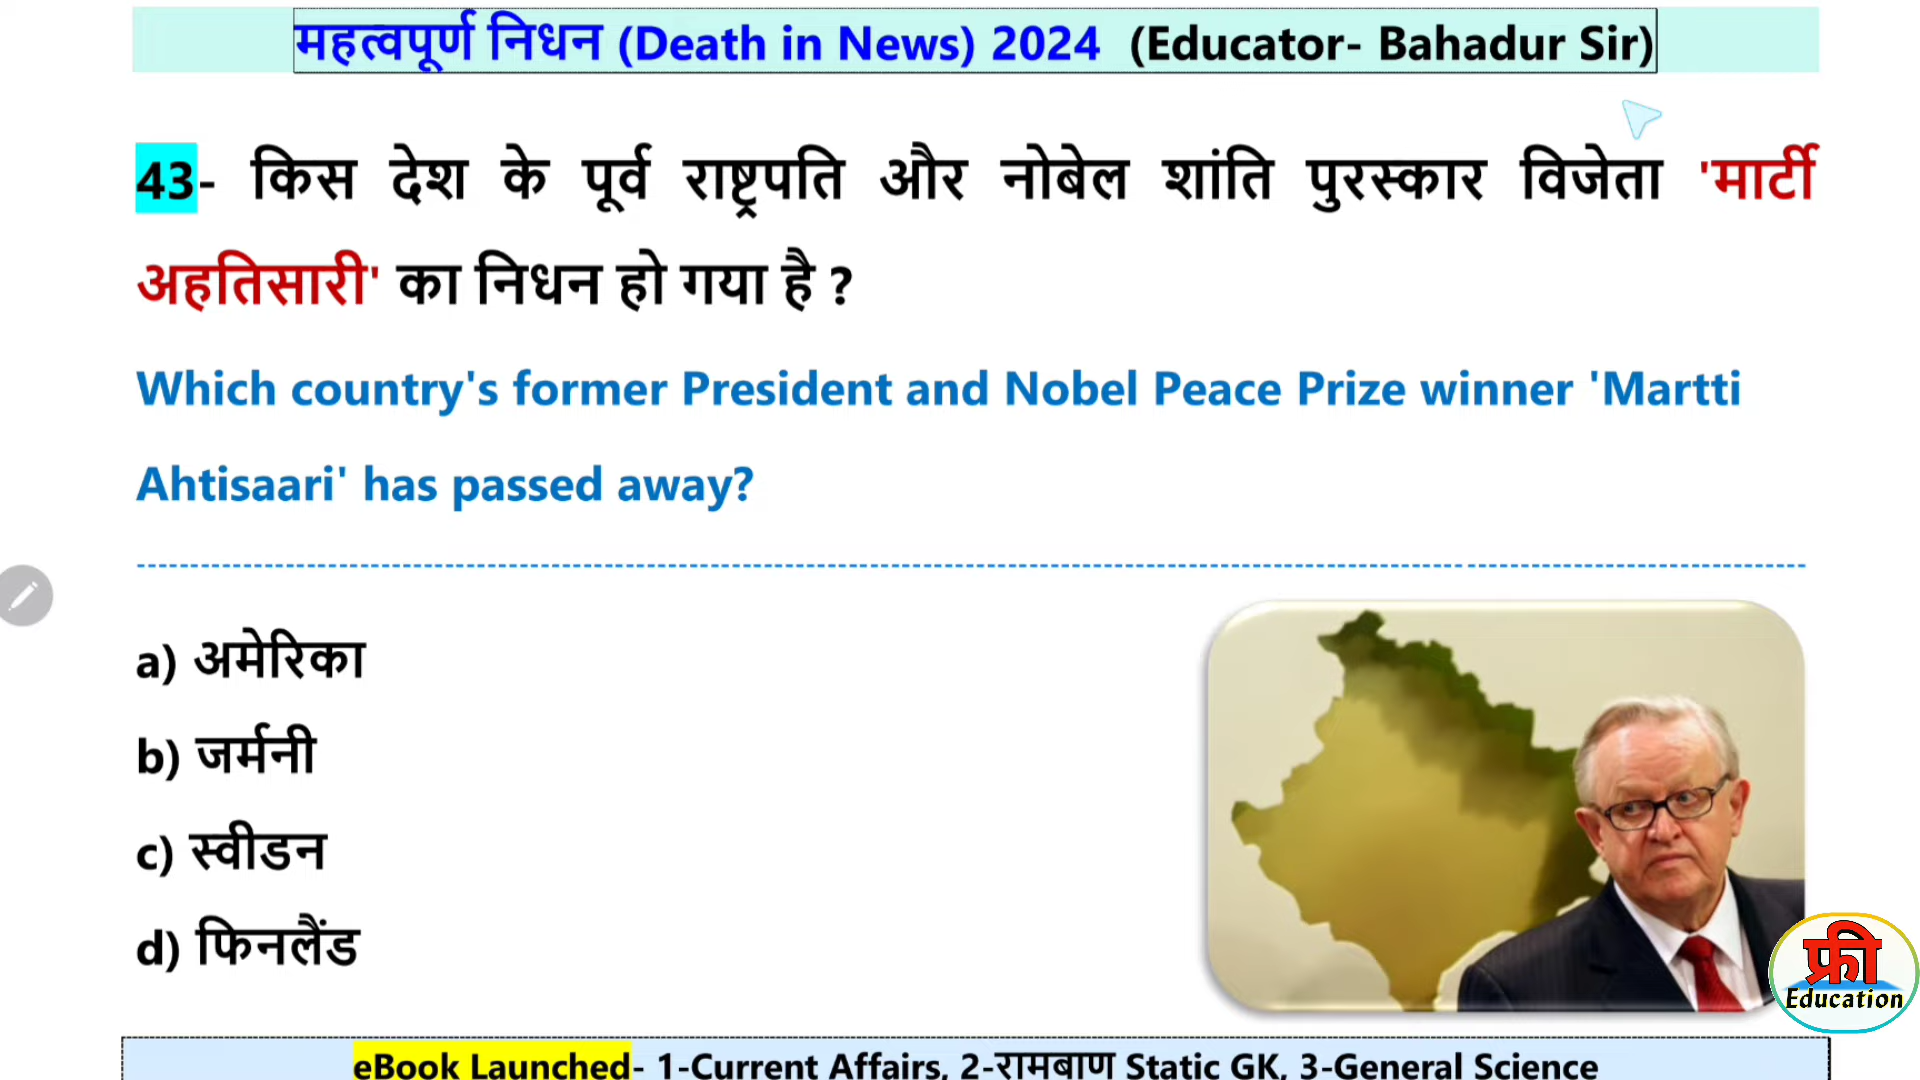 महत्वपूर्ण निधन (Death in News) 2024 (Educator- Bahadur Sir)
43- किस देश के पूर्व राष्ट्रपति और नोबेल शांति पुरस्कार विजेता 'मार्टी
अहतिसारी' का निधन हो गया है ?
Which country's former President and Nobel Peace Prize winner 'Martti
Ahtisaari' has passed away?
a) अमेरिका
b) जर्मनी
c) स्वीडन
d) फिनलैंड
फ्री
Education
eBook Launched- 1-Current Affairs, 2-रामबाण Static GK, 3-General Science